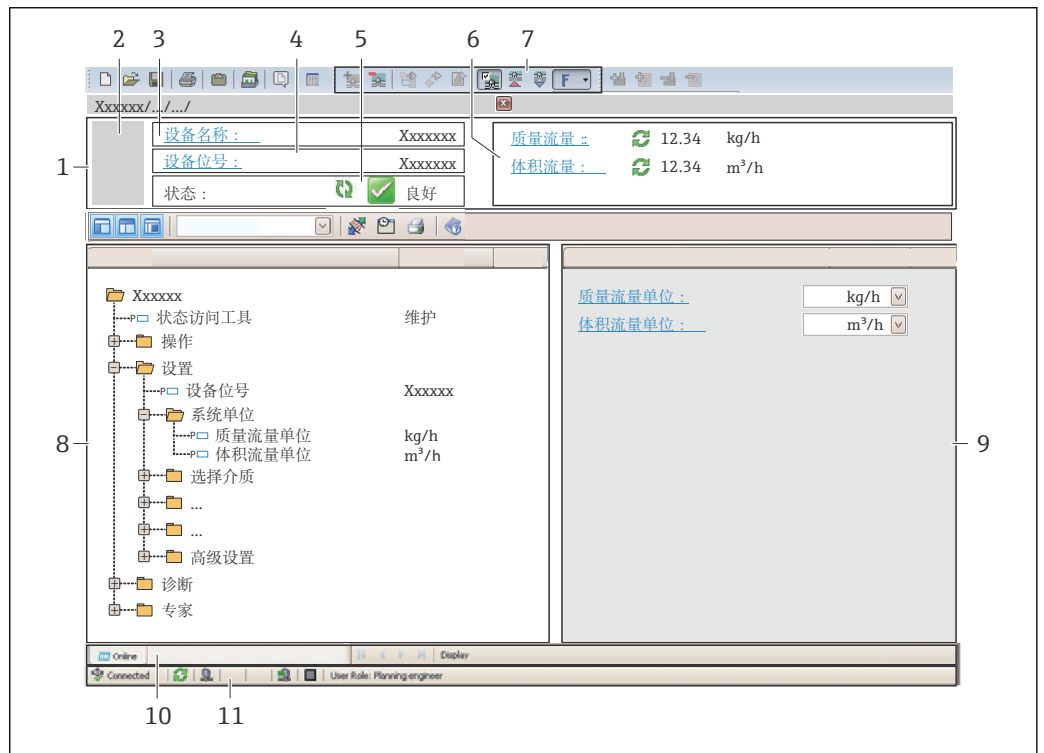 2 3 4 5 6 7
F
Xxxxxx/.../.../
1
设备名称： Xxxxxxx
设备位号： Xxxxxxx
状态： 良好
质量流量 :: 12.34 kg/h
体积流量： 12.34 m³/h
Xxxxxx
P 状态访问工具 维护
操作
设置
P 设备位号 Xxxxxx
系统单位
P 质量流量单位 kg/h
P 体积流量单位 m³/h
选择介质
...
...
高级设置
诊断
专家
质量流量单位： kg/h
体积流量单位： m³/h
8
9
Online Display
Connected User Role: Planning engineer
10 11